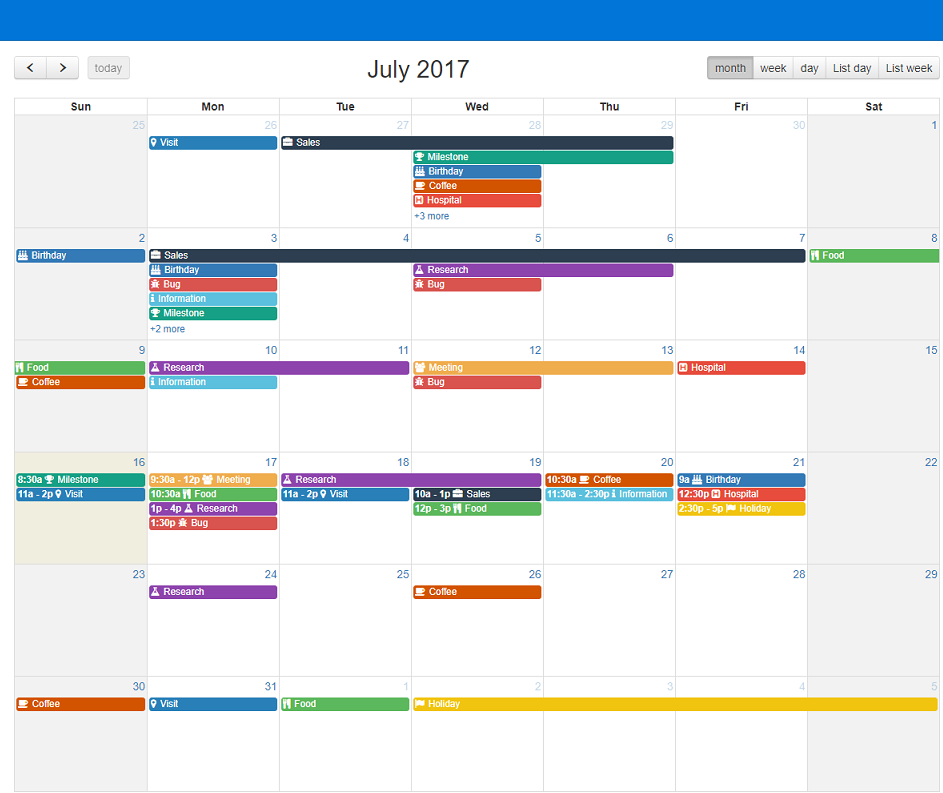 today
July 2017
month week day List day List week
Sun Mon Tue Wed Thu Fri Sat
25 26 27 28 29 30 1
Visit Sales
Milestone
Birthday
Coffee
Hospital
+3 more
2 3 4 5 6 7 8
Birthday Sales Food
Birthday Research
Bug Bug
Information
Milestone
+2 more
9 10 11 12 13 14 15
Food Research Meeting Hospital
Coffee Information Bug
16 17 18 19 20 21 22
8:30a Milestone 9:30a - 12p Meeting Research 10:30a Coffee 9a Birthday
11a - 2p Visit 10:30a Food 11a - 2p Visit 10a - 1p Sales 11:30a - 2:30p Information 12:30p Hospital
1p - 4p Research 12p - 3p Food 2:30p - 5p Holiday
1:30p Bug
23 24 25 26 27 28 29
Research Coffee
30 31 1 2 3 4 5
Coffee Visit Food Holiday